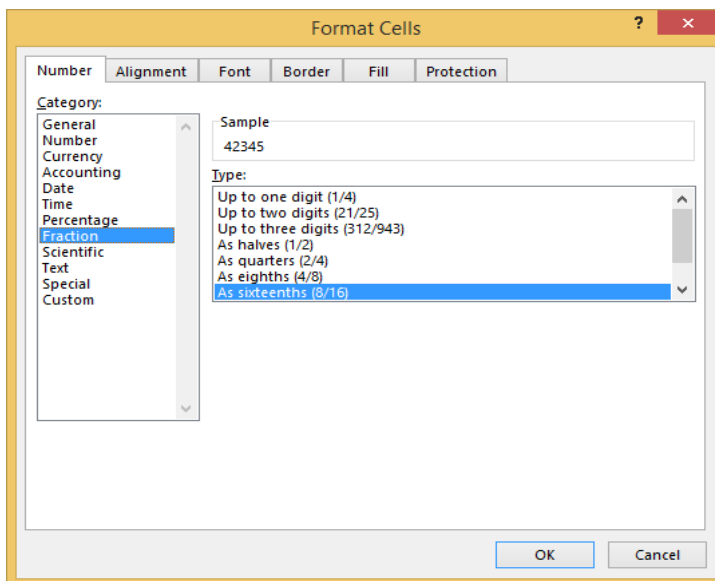 Format Cells
?
×
Number Alignment Font Border Fill Protection
Category:
General
Number
Currency
Accounting
Date
Time
Percentage
Fraction
Scientific
Text
Special
Custom
Sample
42345
Type:
Up to one digit (1/4)
Up to two digits (21/25)
Up to three digits (312/943)
As halves (1/2)
As quarters (2/4)
As eighths (4/8)
As sixteenths (8/16)
OK Cancel